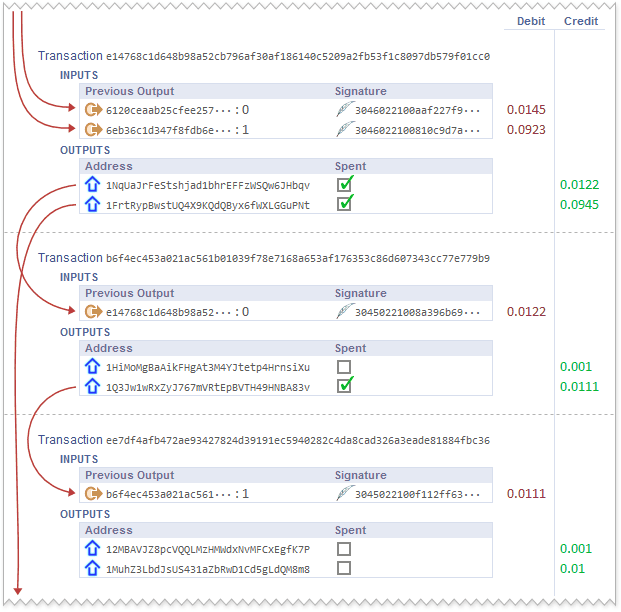 Debit Credit
Transaction e14768c1d648b98a52cb796af30af186140c5209a2fb53f1c8097db579f01cc0
INPUTS
Previous Output Signature
6120ceaab25cfee257···:0 3046022100aaf227f9··· 0.0145
6eb36c1d347f8fdb6e···:1 3046022100810c9d7a··· 0.0923
OUTPUTS
Address Spent
1NqUaJrFeStshjad1bhrEFFzWSQw6JHbqv 0.0122
1FrtRypBwstUQ4X9KQdQByx6fWXLGGuPNt 0.0945
Transaction b6f4ec453a021ac561b01039f78e7168a653af176353c86d607343cc77e779b9
INPUTS
Previous Output Signature
e14768c1d648b98a52···:0 30450221008a396b69··· 0.0122
OUTPUTS
Address Spent
1HiMoMgBaAikFHgAt3M4YJtetp4HrnsiXu 0.001
1Q3Jw1wRxZyJ767mVRtEpBVTH49HNBA83v 0.0111
Transaction ee7df4afb472ae93427824d39191ec5940282c4da8cad326a3eade81884fbc36
INPUTS
Previous Output Signature
b6f4ec453a021ac561···:1 3045022100f112ff63··· 0.0111
OUTPUTS
Address Spent
12MBAVJZ8pcVQQLMzHMWdxNvMFCxEgfK7P 0.001
1MuhZ3LbdJsUS431aZbRwD1Cd5gLdQM8m8 0.01